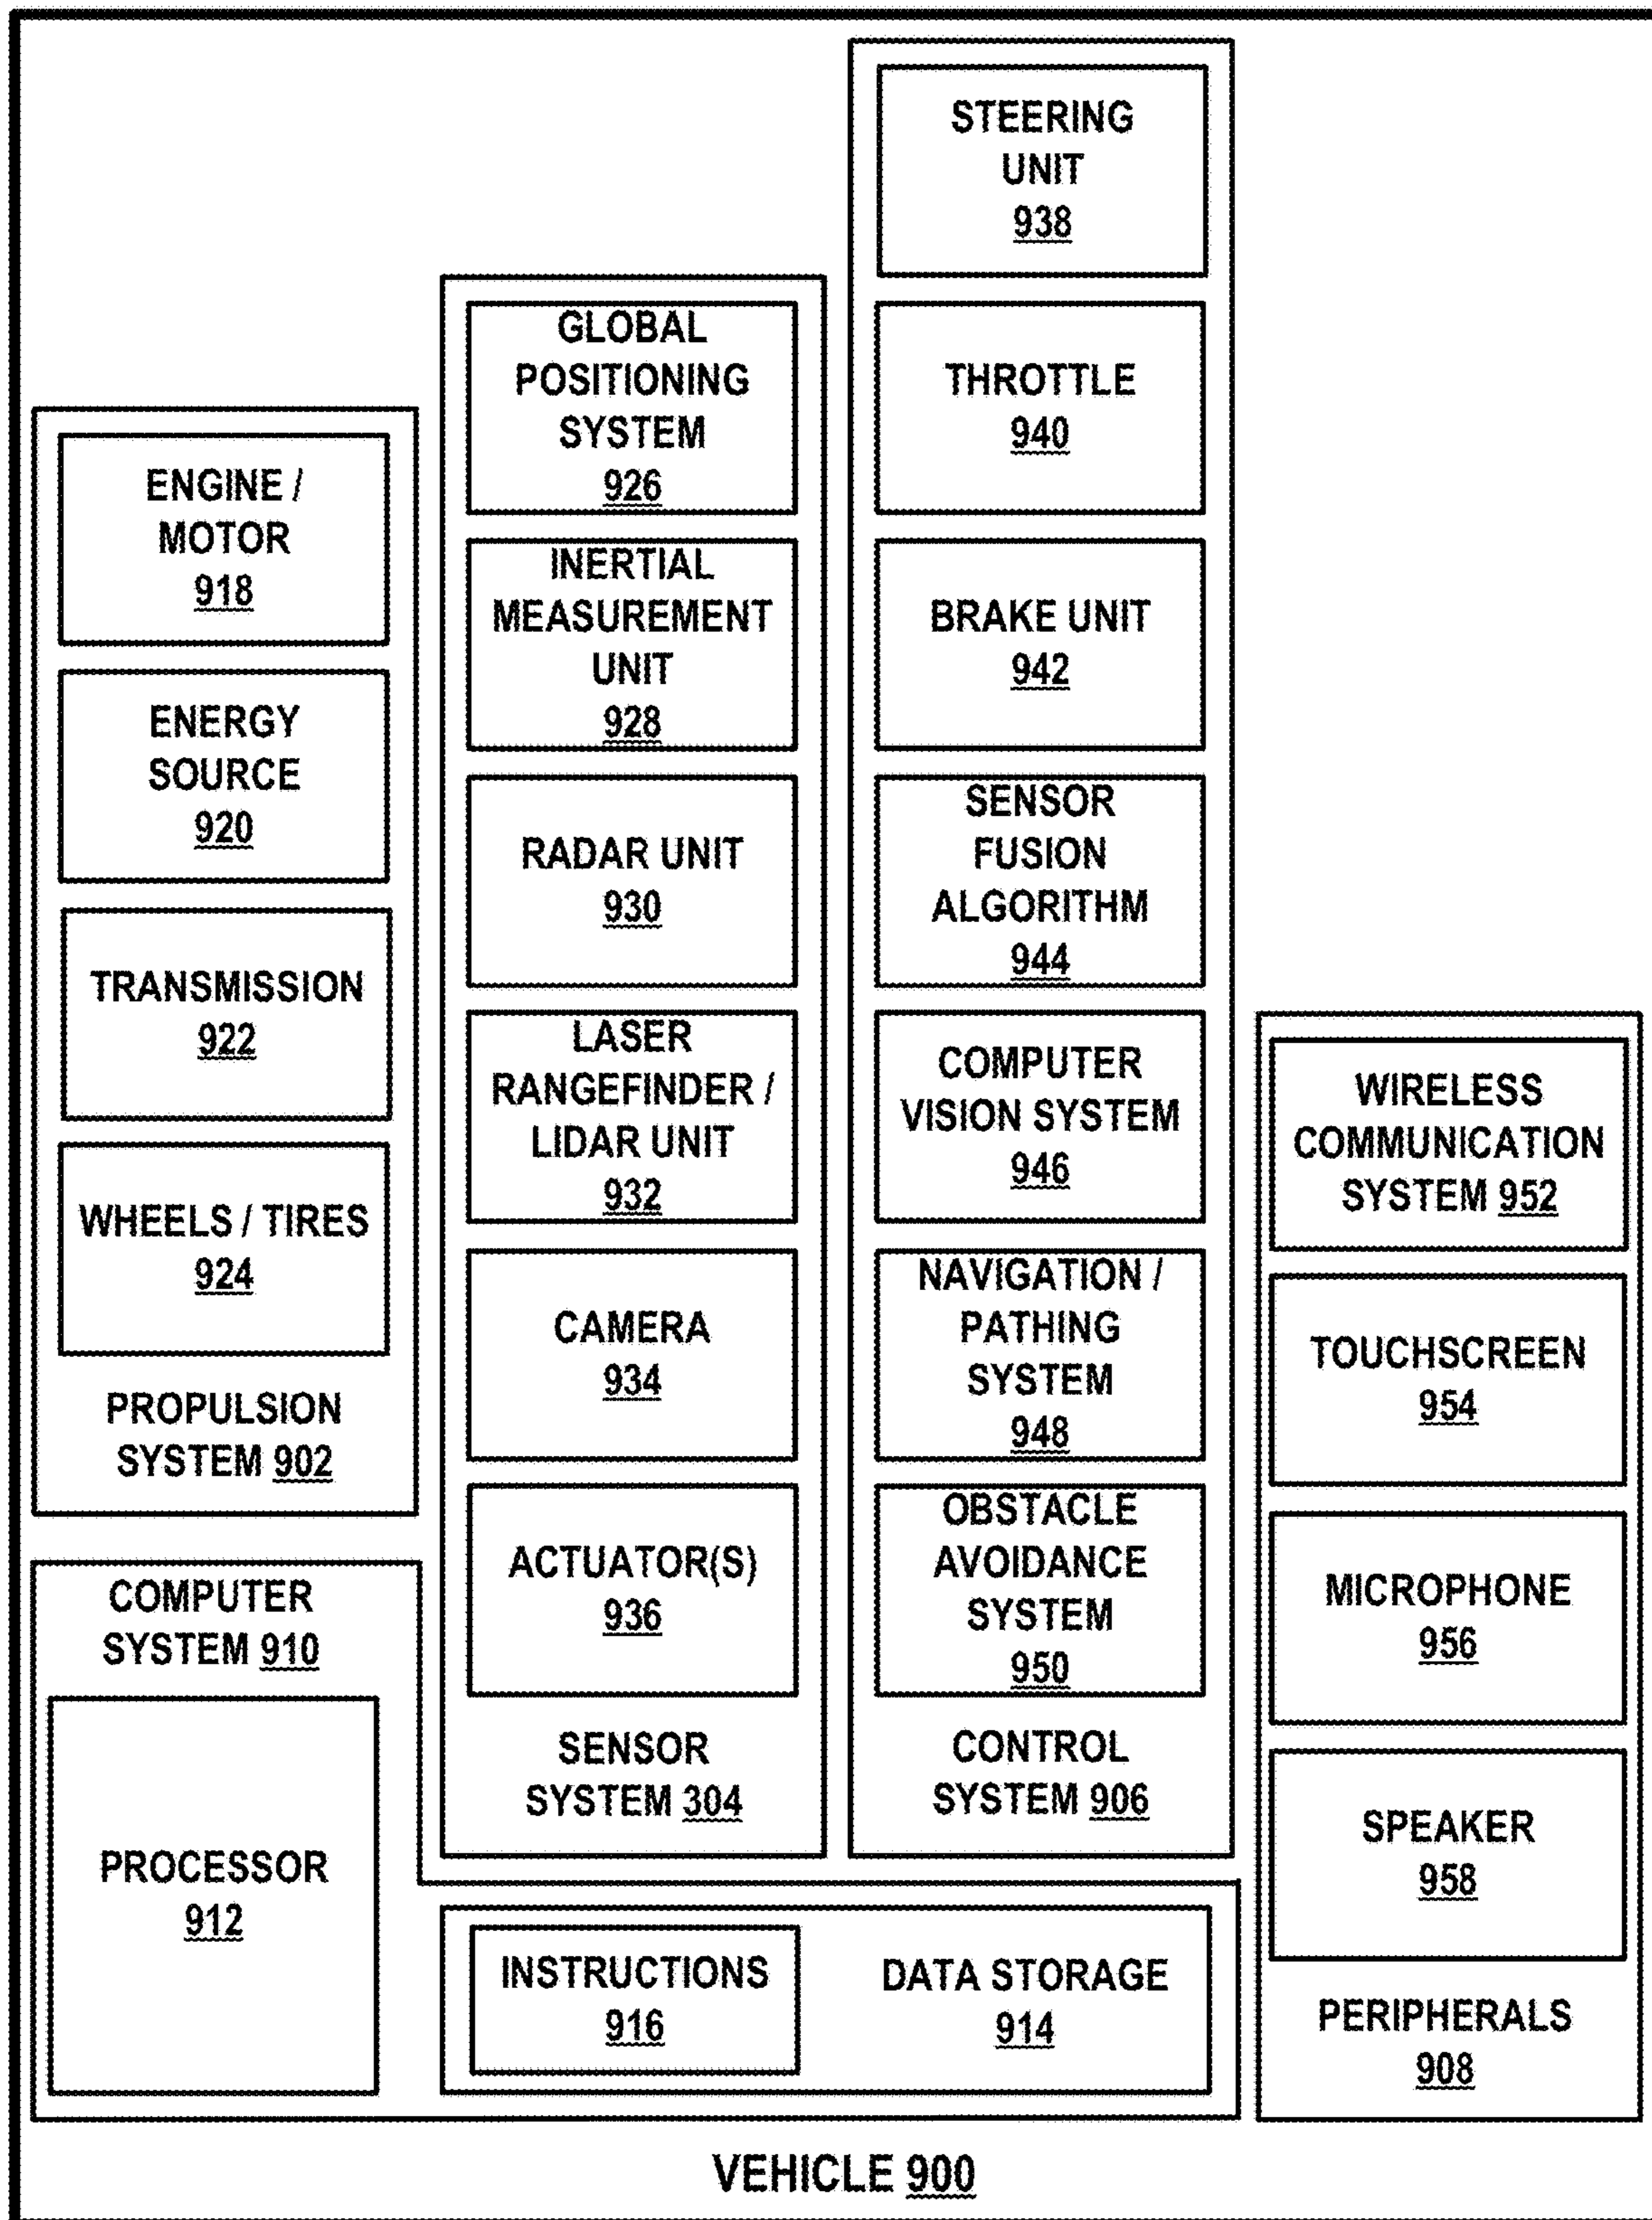 ENGINE /
MOTOR
918
ENERGY
SOURCE
920
TRANSMISSION
922
WHEELS / TIRES
924
PROPULSION
SYSTEM 902
GLOBAL
POSITIONING
SYSTEM
926
INERTIAL
MEASUREMENT
UNIT
928
RADAR UNIT
930
LASER
RANGEFINDER /
LIDAR UNIT
932
CAMERA
934
ACTUATOR(S)
936
SENSOR
SYSTEM 304
STEERING
UNIT
938
THROTTLE
940
BRAKE UNIT
942
SENSOR
FUSION
ALGORITHM
944
COMPUTER
VISION SYSTEM
946
NAVIGATION /
PATHING
SYSTEM
948
OBSTACLE
AVOIDANCE
SYSTEM
950
CONTROL
SYSTEM 906
WIRELESS
COMMUNICATION
SYSTEM 952
TOUCHSCREEN
954
MICROPHONE
956
SPEAKER
958
PERIPHERALS
908
COMPUTER
SYSTEM 910
PROCESSOR
912
INSTRUCTIONS
916
DATA STORAGE
914
VEHICLE 900